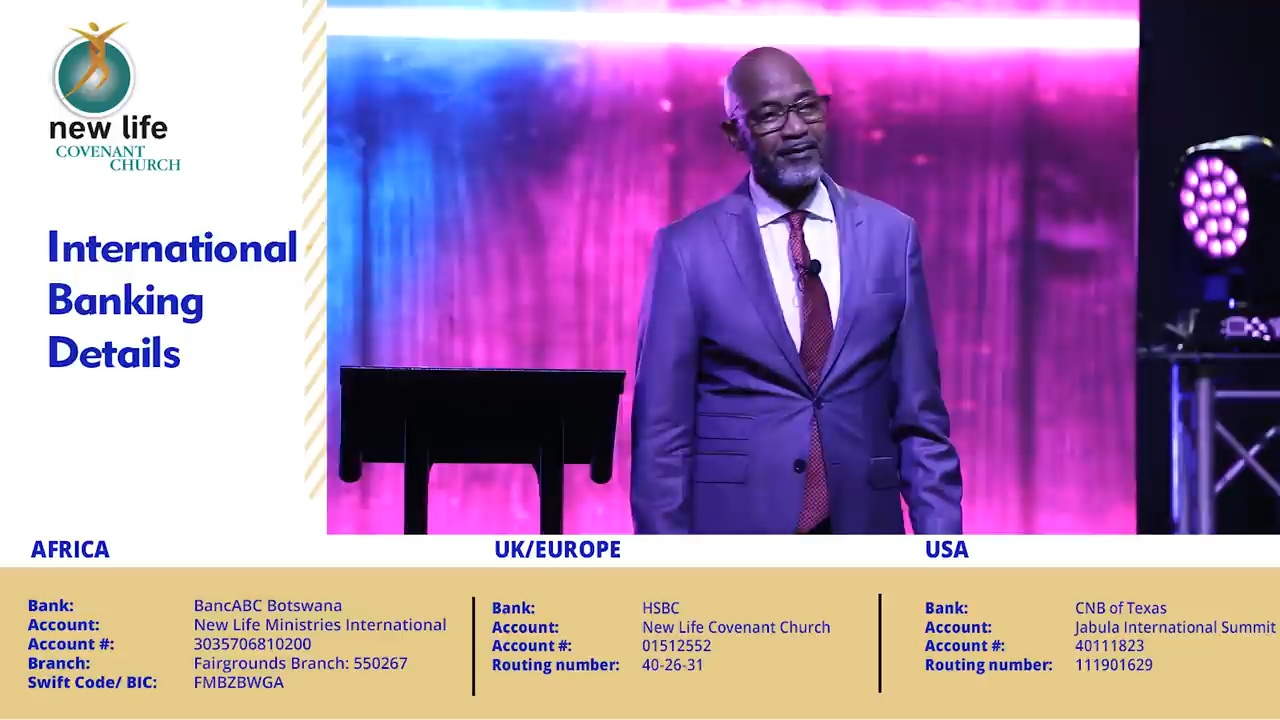 new life
COVENANT
CHURCH
International
Banking
Details
AFRICA
Bank: BancABC Botswana
Account: New Life Ministries International
Account #: 3035706810200
Branch: Fairgrounds Branch: 550267
Swift Code/ BIC: FMBZBWGA
UK/EUROPE
Bank: HSBC
Account: New Life Covenant Church
Account #: 01512552
Routing number: 40-26-31
USA
Bank: CNB of Texas
Account: Jabula International Summit
Account #: 40111823
Routing number: 111901629